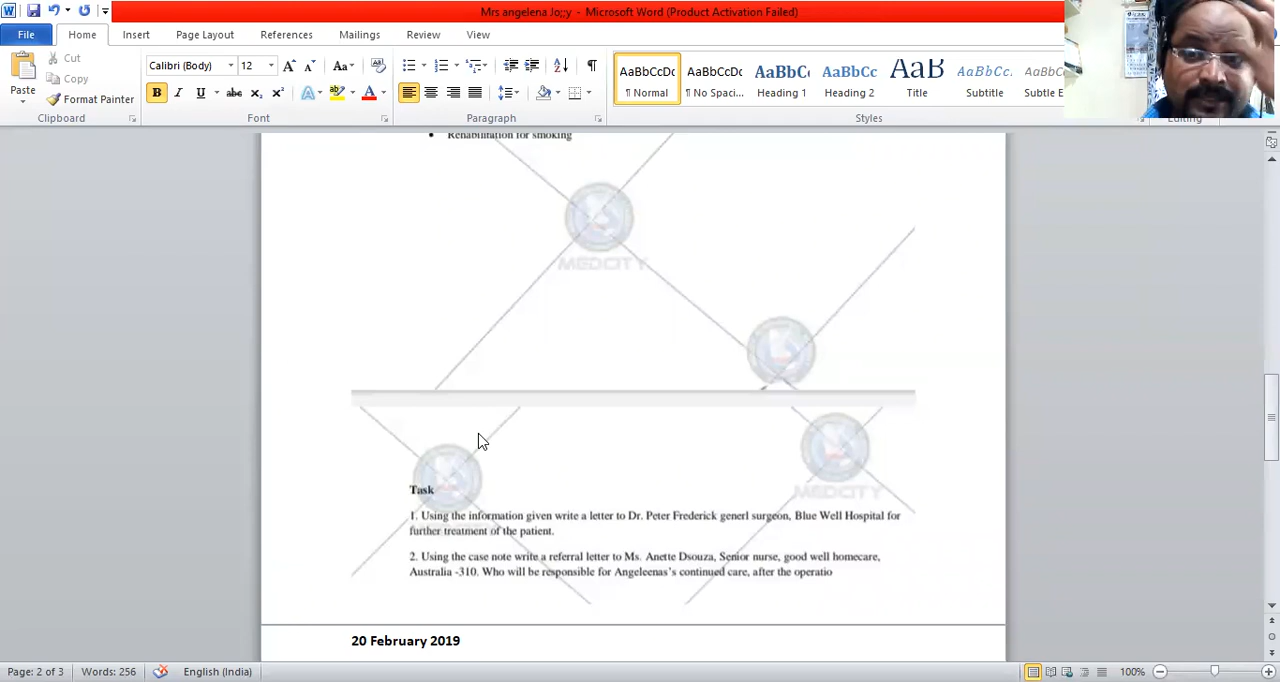 Mrs angelena Jo;;y - Microsoft Word (Product Activation Failed)
File Home Insert Page Layout References Mailings Review View
Cut
Copy
Format Painter
Paste
Calibri (Body) 12
Clipboard Font Paragraph Styles Editing
AaBbCcDc AaBbCcDc AaBbC AaBbCc AaB AaBbCc. AaBbC
¶ Normal ¶ No Spaci... Heading 1 Heading 2 Title Subtitle Subtle E
• Rehabilitation for smoking
MEDCITY
MEDCITY
Task
1. Using the information given write a letter to Dr. Peter Frederick generl surgeon, Blue Well Hospital for
further treatment of the patient.
2. Using the case note write a referral letter to Ms. Anette Dsouza, Senior nurse, good well homecare,
Australia -310. Who will be responsible for Angeleenas's continued care, after the operatio
20 February 2019
Page: 2 of 3 Words: 256 English (India) 100%